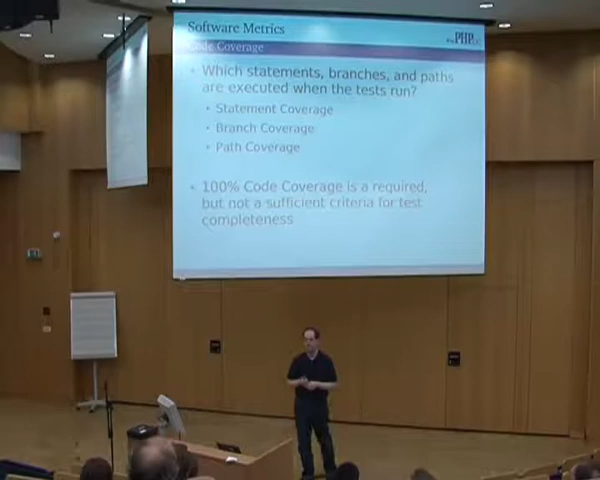 Software Metrics
Code Coverage
Which statements, branches, and paths
are executed when the tests run?
Statement Coverage
Branch Coverage
Path Coverage
100% Code Coverage is a required,
but not a sufficient criteria for test
completeness